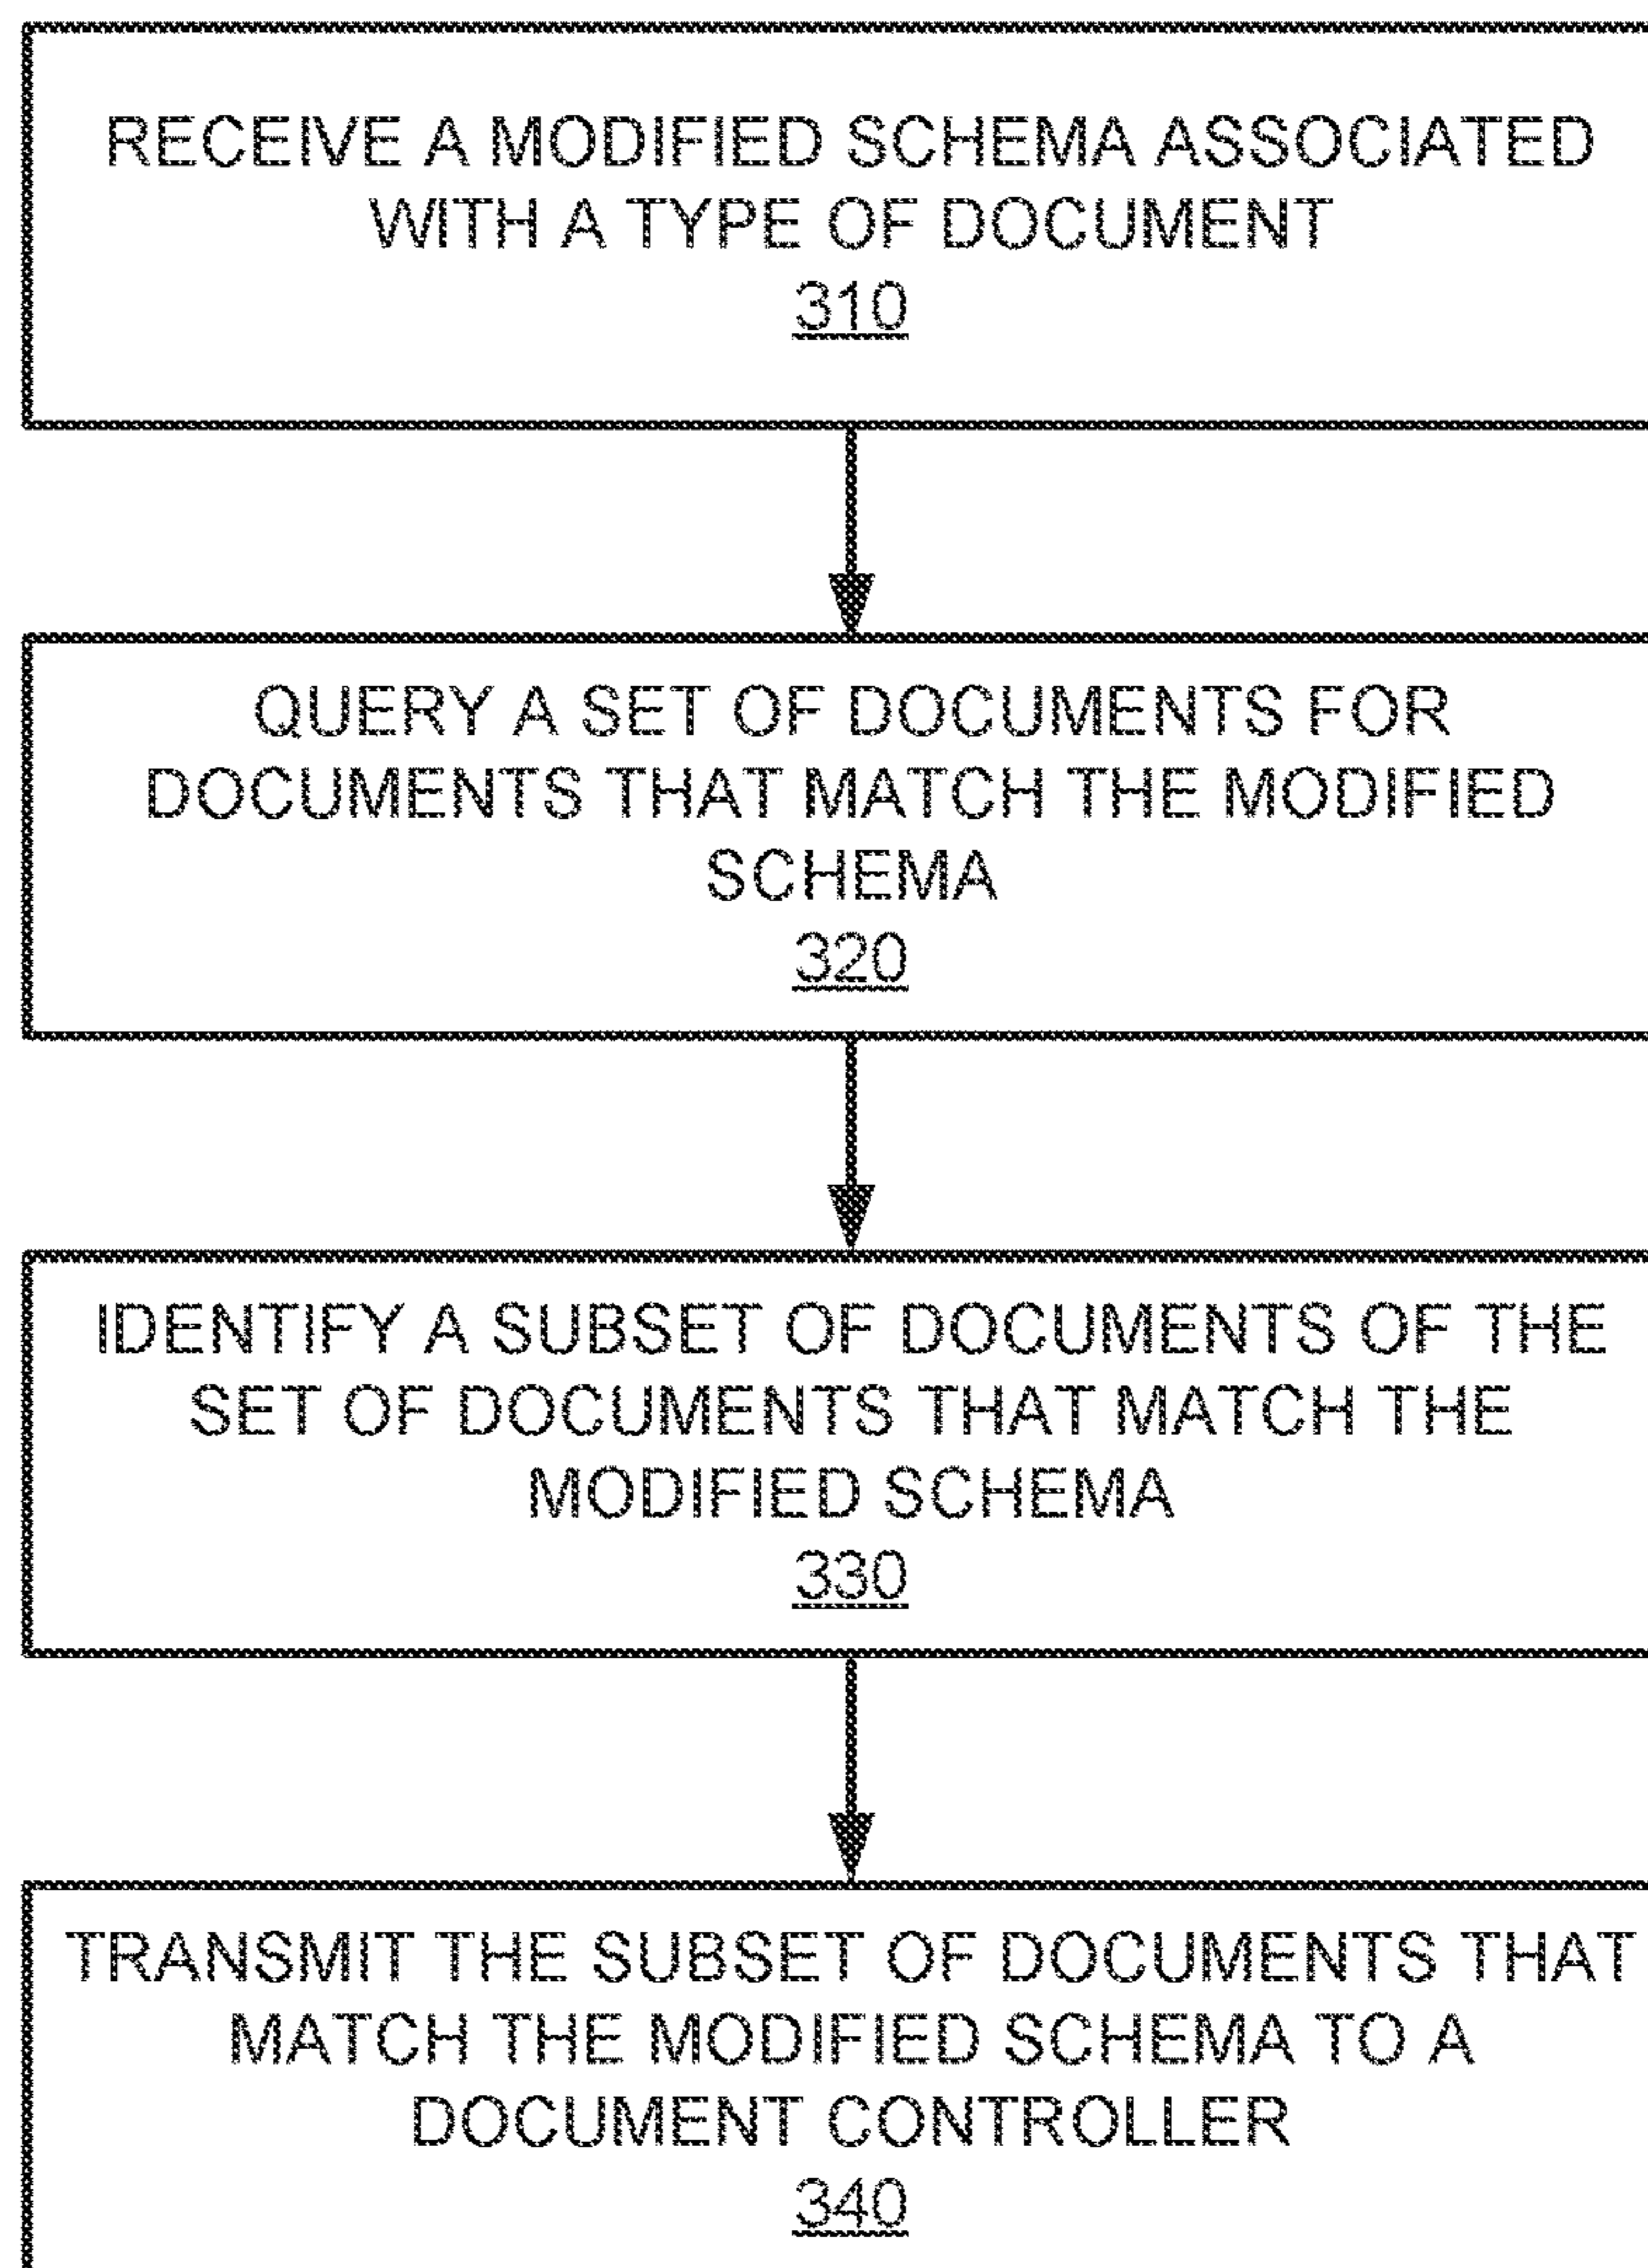 RECEIVE A MODIFIED SCHEMA ASSOCIATED
WITH A TYPE OF DOCUMENT
310
QUERY A SET OF DOCUMENTS FOR
DOCUMENTS THAT MATCH THE MODIFIED
SCHEMA
320
IDENTIFY A SUBSET OF DOCUMENTS OF THE
SET OF DOCUMENTS THAT MATCH THE
MODIFIED SCHEMA
330
TRANSMIT THE SUBSET OF DOCUMENTS THAT
MATCH THE MODIFIED SCHEMA TO A
DOCUMENT CONTROLLER
340